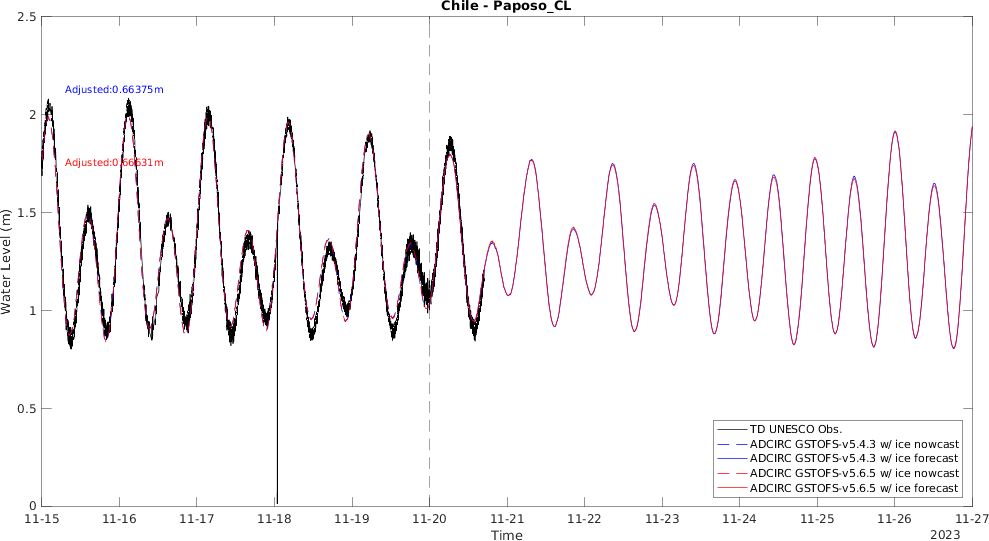 Chile - Paposo_CL
2.5
2
1.5
1
0.5
0
Water Level (m)
Adjusted:0.66375m
Adjusted:0.66631m
TD UNESCO Obs.
ADCIRC GSTOFS-v5.4.3 w/ ice nowcast
ADCIRC GSTOFS-v5.4.3 w/ ice forecast
ADCIRC GSTOFS-v5.6.5 w/ ice nowcast
ADCIRC GSTOFS-v5.6.5 w/ ice forecast
11-15 11-16 11-17 11-18 11-19 11-20 11-21 11-22 11-23 11-24 11-25 11-26 11-27
Time
2023